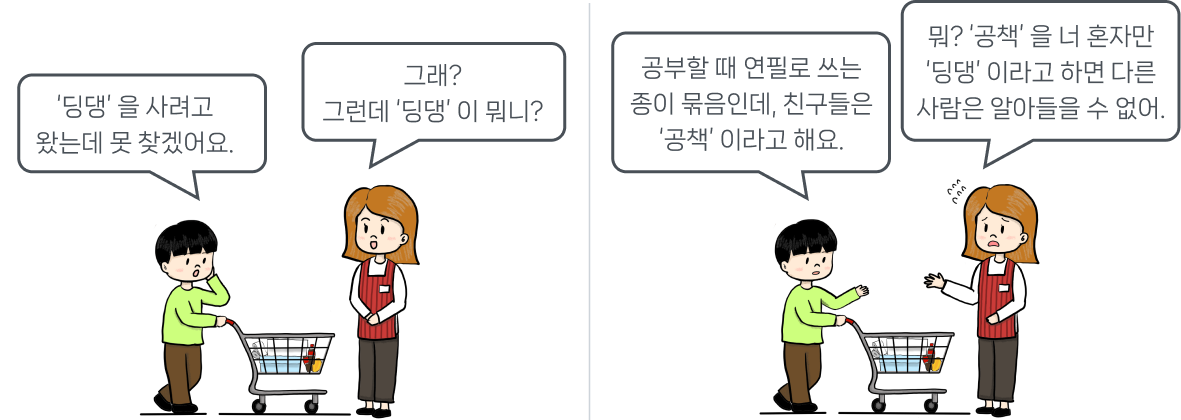 ‘딩댕’ 을 사려고
왔는데 못 찾겠어요.
그래?
그런데 ‘딩댕’ 이 뭐니?
공부할 때 연필로 쓰는
종이 묶음인데, 친구들은
‘공책’ 이라고 해요.
뭐? ‘공책’ 을 너 혼자만
‘딩댕’ 이라고 하면 다른
사람은 알아들을 수 없어.